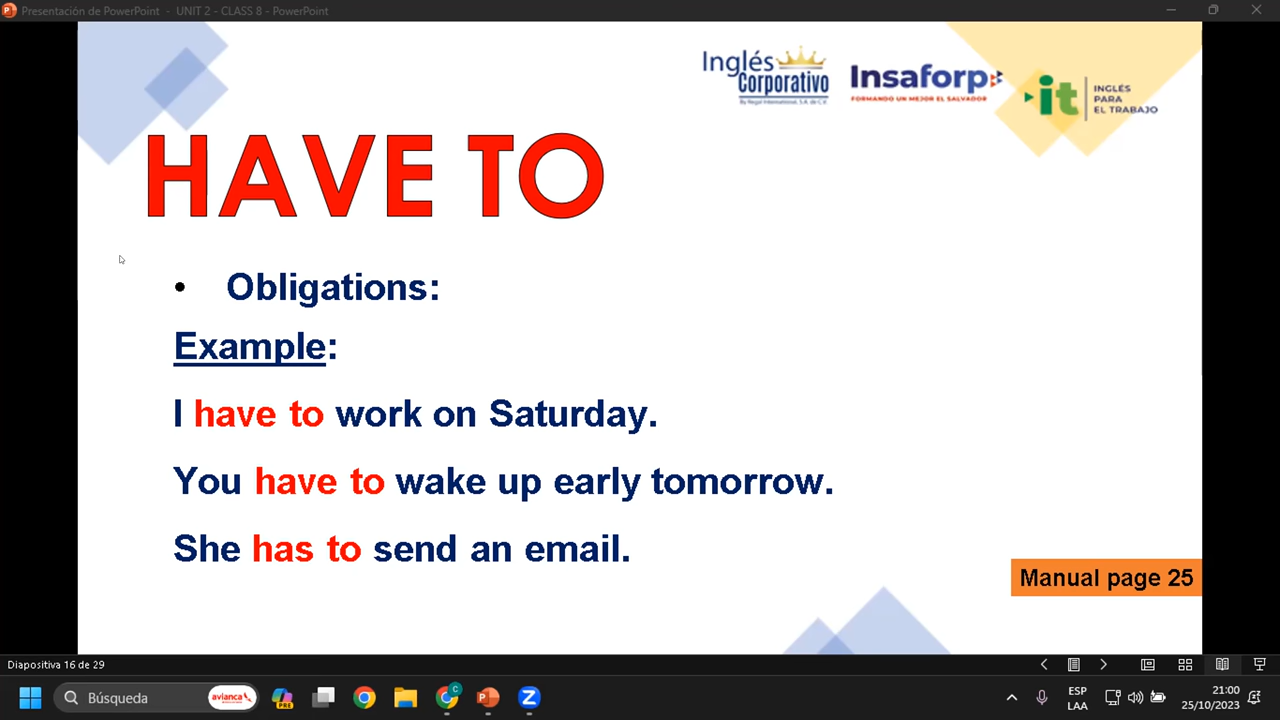 Presentación de PowerPoint - UNIT 2 - CLASS 8 - PowerPoint
Inglés
Corporativo
By Regal International, S.A. de C.V.
Insaforp
FORMANDO UN MEJOR EL SALVADOR
it
INGLÉS
PARA
EL TRABAJO
HAVE TO
• Obligations:
Example:
I have to work on Saturday.
You have to wake up early tomorrow.
She has to send an email.
Manual page 25
Diapositiva 16 de 29
Búsqueda
avianca
PRE
ESP
LAA
21:00
25/10/2023